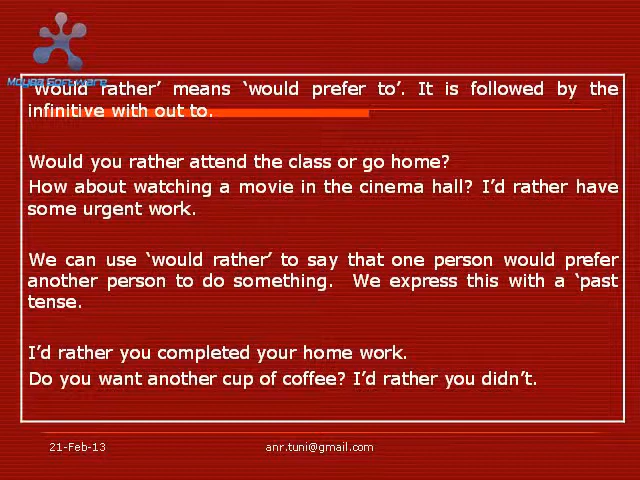 Moyea Software
‘Would rather’ means ‘would prefer to’. It is followed by the
infinitive with out to.
Would you rather attend the class or go home?
How about watching a movie in the cinema hall? I’d rather have
some urgent work.
We can use ‘would rather’ to say that one person would prefer
another person to do something. We express this with a ‘past
tense.
I’d rather you completed your home work.
Do you want another cup of coffee? I’d rather you didn’t.
21-Feb-13
anr.tuni@gmail.com